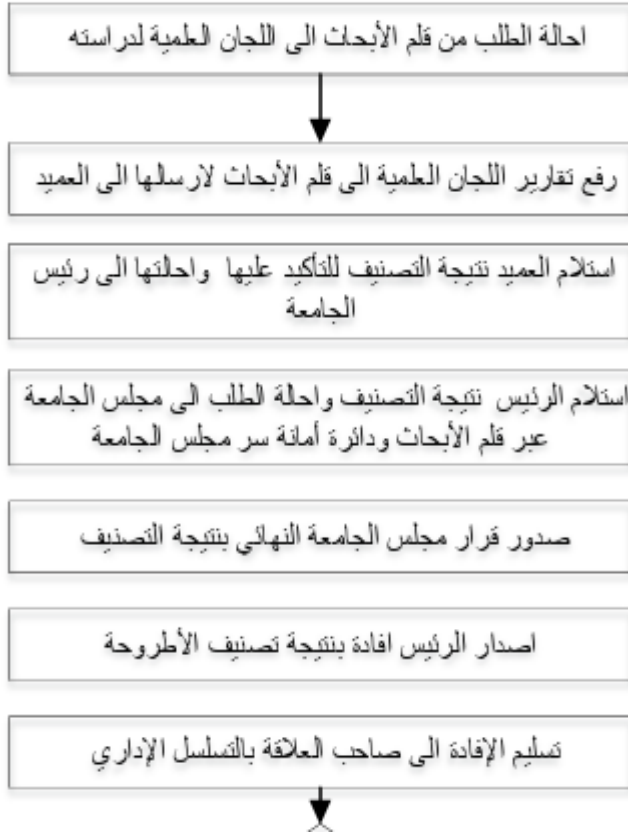 احالة الطلب من قلم الأبحاث الى اللجان العلمية لدراسته
رفع تقارير اللجان العلمية الى قلم الأبحاث لارسالها الى العميد
استلام العميد نتيجة التصنيف للتأكيد عليها واحالتها الى رئيس
الجامعة
استلام الرئيس نتيجة التصنيف واحالة الطلب الى مجلس الجامعة
عبر قلم الأبحاث ودائرة أمانة سر مجلس الجامعة
صدور قرار مجلس الجامعة النهائي بنتيجة التصنيف
اصدار الرئيس افادة بنتيجة تصنيف الأطروحة
تسليم الإفادة الى صاحب العلاقة بالتسلسل الإداري